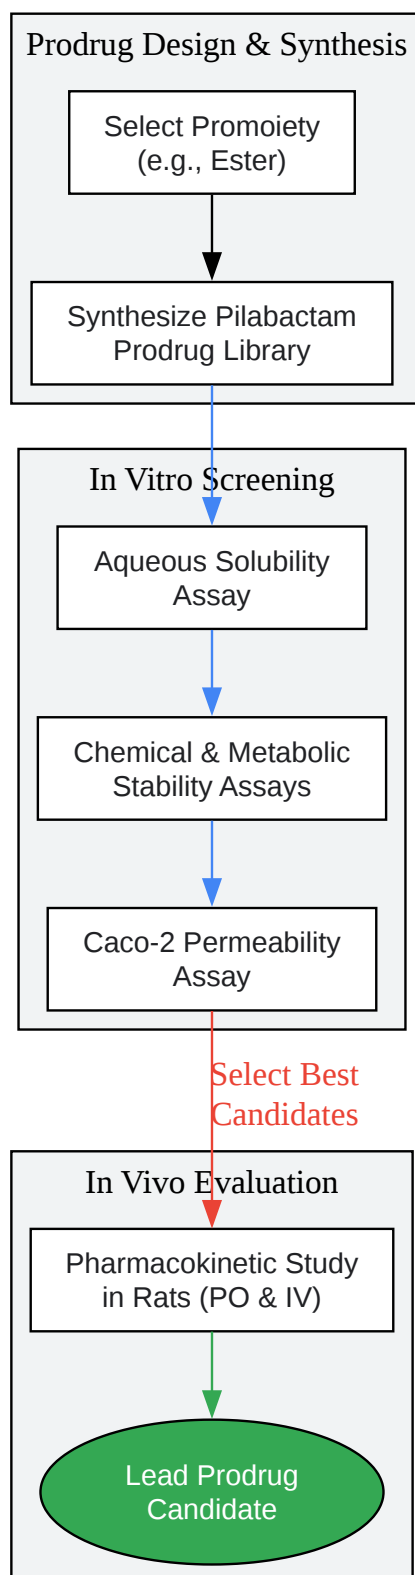 Prodrug Design & Synthesis
Select Promoiety
(e.g., Ester)
Synthesize Pilabactam
Prodrug Library
In Vitro Screening
Aqueous Solubility
Assay
Chemical & Metabolic
Stability Assays
Caco-2 Permeability
Assay
Select Best
Candidates
In Vivo Evaluation
Pharmacokinetic Study
in Rats (PO & IV)
Lead Prodrug
Candidate